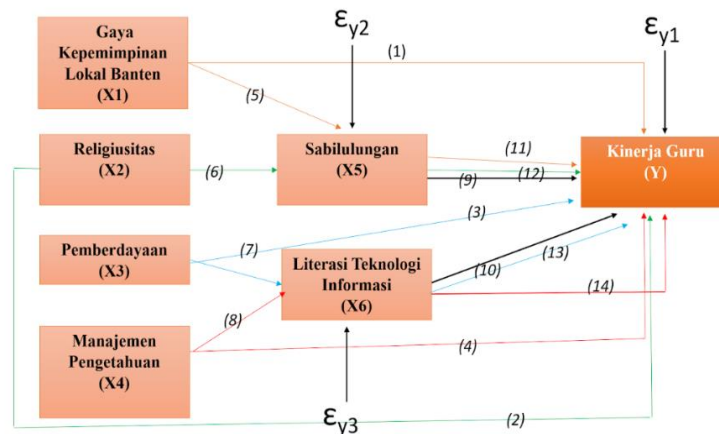 Gaya
Kepemimpinan
Lokal Banten
(X1)
εy2
(1)
εy1
(5)
Religiusitas
(X2)
(6)
Sabilulungan
(X5)
(11)
(9)
(12)
Kinerja Guru
(Y)
Pemberdayaan
(X3)
(7)
(3)
Literasi Teknologi
Informasi
(X6)
(10)
(13)
(14)
Manajemen
Pengetahuan
(X4)
(8)
(4)
εy3
(2)